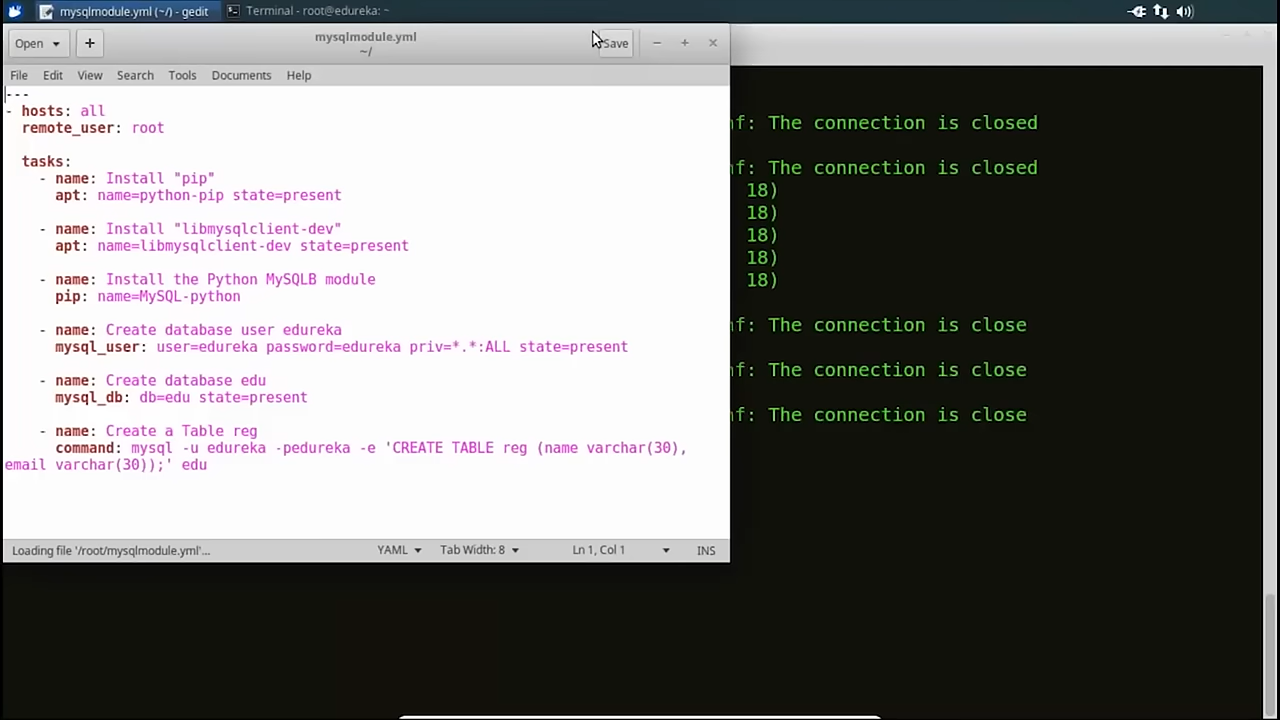 mysqlmodule.yml (~/) - gedit
Terminal - root@edureka: ~
Open
+
mysqlmodule.yml
~/
Save
File Edit View Search Tools Documents Help
---
- hosts: all
remote_user: root
tasks:
- name: Install "pip"
apt: name=python-pip state=present
- name: Install "libmysqlclient-dev"
apt: name=libmysqlclient-dev state=present
- name: Install the Python MySQLB module
pip: name=MySQL-python
- name: Create database user edureka
mysql_user: user=edureka password=edureka priv=*.*:ALL state=present
- name: Create database edu
mysql_db: db=edu state=present
- name: Create a Table reg
command: mysql -u edureka -pedureka -e 'CREATE TABLE reg (name varchar(30),
email varchar(30));' edu
Loading file '/root/mysqlmodule.yml'... YAML Tab Width: 8 Ln 1, Col 1 INS
nf: The connection is closed
nf: The connection is closed
18)
18)
18)
18)
18)
nf: The connection is close
nf: The connection is close
nf: The connection is close